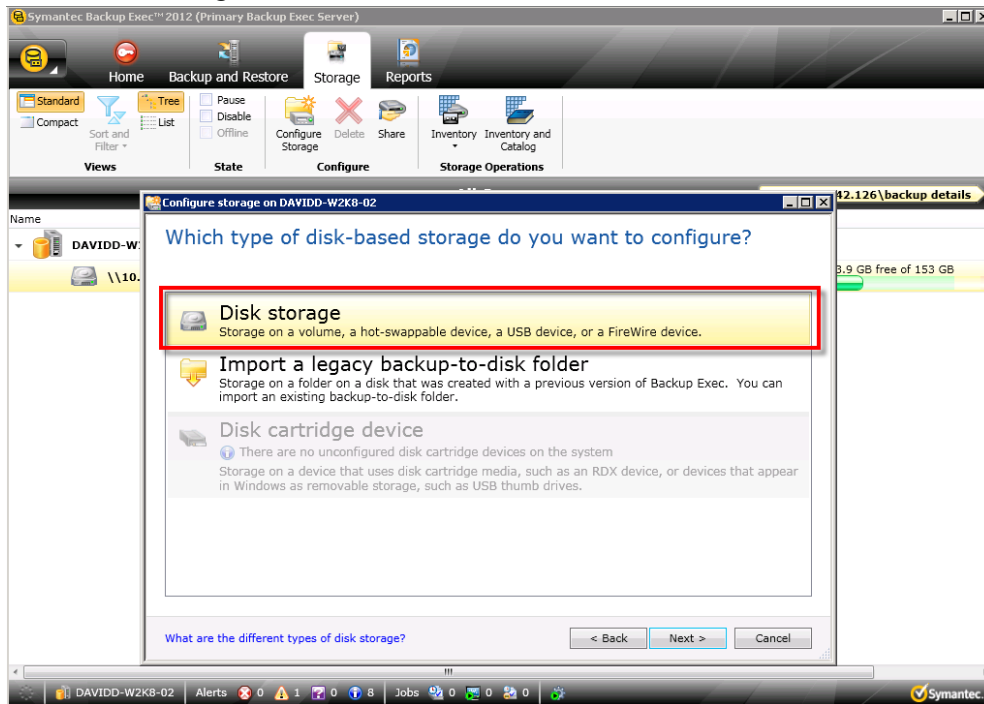 Symantec Backup Exec™ 2012 (Primary Backup Exec Server)
Home Backup and Restore Storage Reports
Standard Tree Pause
Compact Sort and Filter List Disable Configure Storage Delete Share Inventory Inventory and Catalog
Offline
Views State Configure Storage Operations
42.126\backup details
Configure storage on DAVIDD-W2K8-02
Name
Which type of disk-based storage do you want to configure?
DAVIDD-W
\\10.
3.9 GB free of 153 GB
Disk storage
Storage on a volume, a hot-swappable device, a USB device, or a FireWire device.
Import a legacy backup-to-disk folder
Storage on a folder on a disk that was created with a previous version of Backup Exec. You can
import an existing backup-to-disk folder.
Disk cartridge device
There are no unconfigured disk cartridge devices on the system
Storage on a device that uses disk cartridge media, such as an RDX device, or devices that appear
in Windows as removable storage, such as USB thumb drives.
What are the different types of disk storage?
< Back Next > Cancel
DAVIDD-W2K8-02 Alerts 0 1 0 8 Jobs 0 0 0 Symantec.